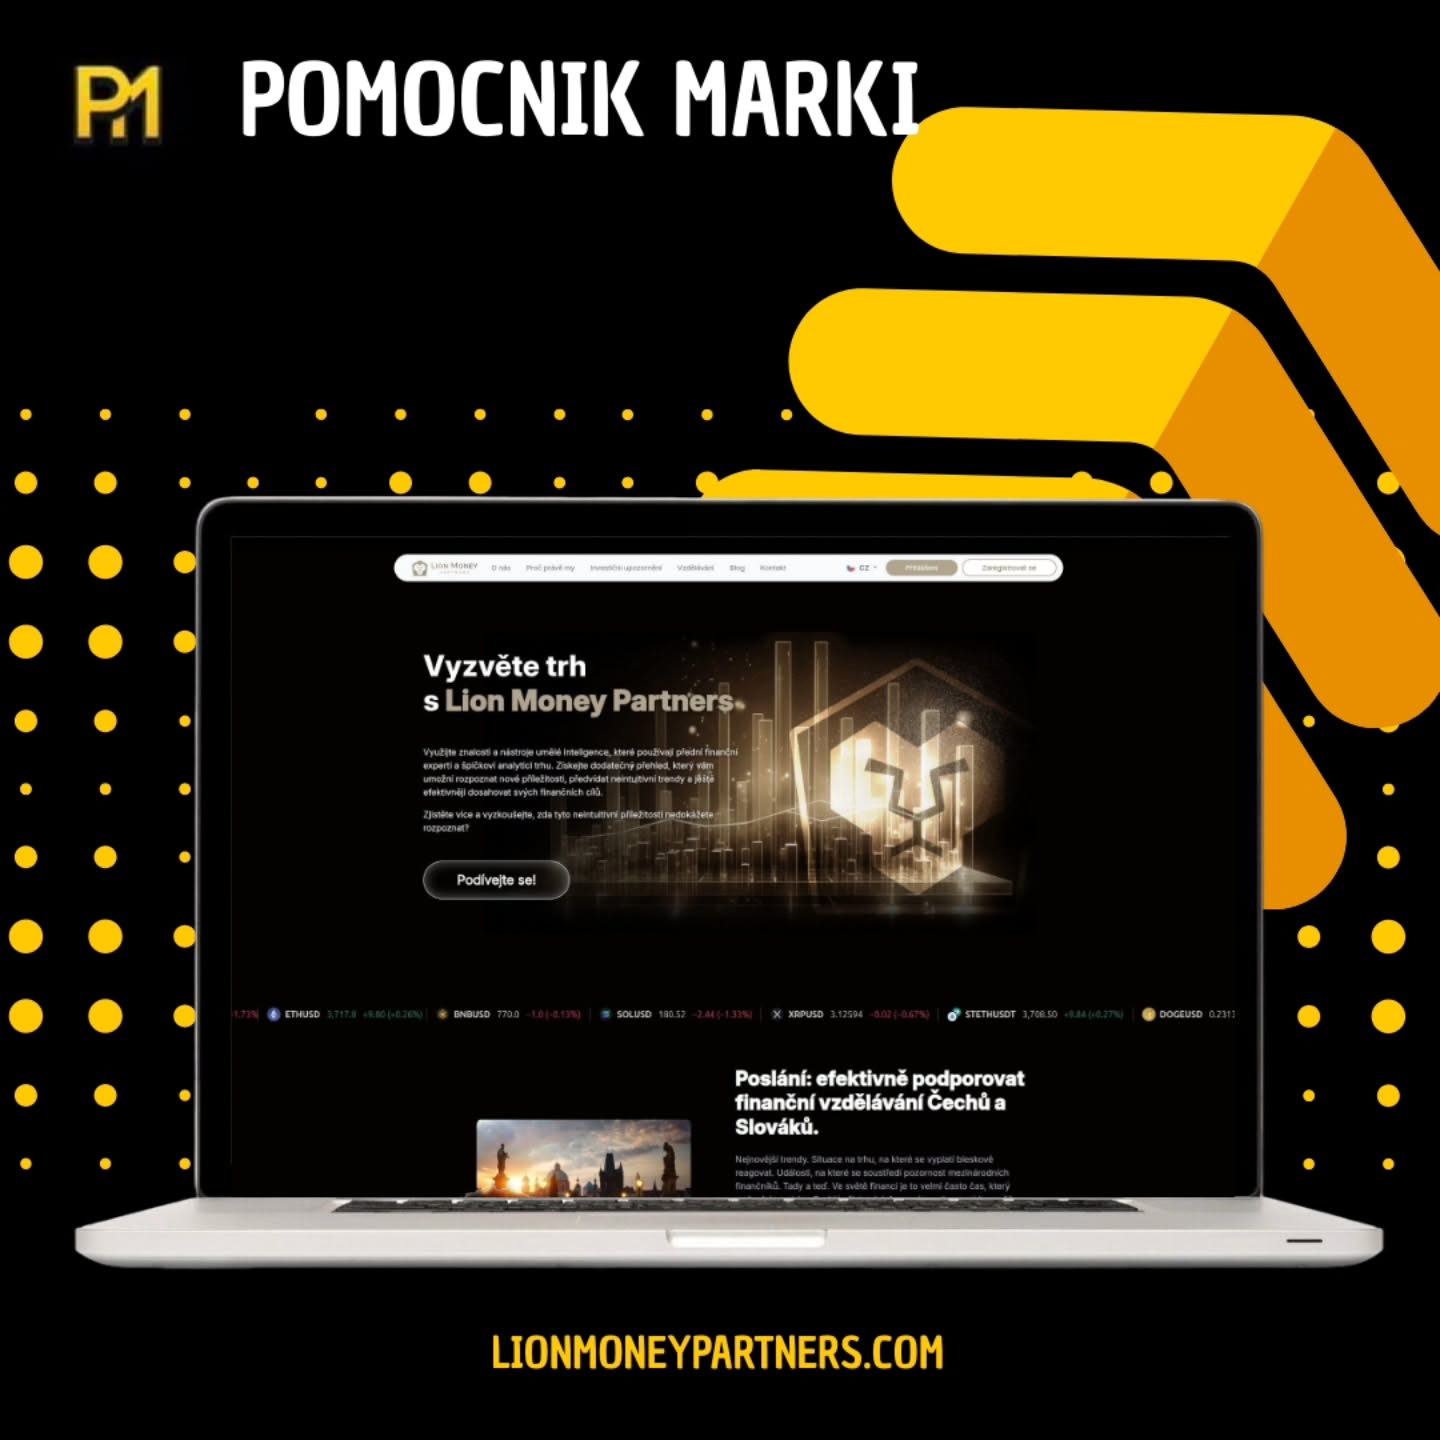 PM
POMOCNIK MARKI
LION MONEY
PARTNERS
O nás Proč právě my Investiční upozornění Vzdělávání Blog Kontakt CZ Přihlášení Zaregistrovat se
Vyzvěte trh
s Lion Money Partners
Využijte znalosti a nástroje umělé inteligence, které používají přední finanční
experti a špičkoví analytici trhu. Získejte dodatečný přehled, který vám
umožní rozpoznat nové příležitosti, předvídat neintuitivní trendy a ještě
efektivněji dosahovat svých finančních cílů.
Zjistěte více a vyzkoušejte, zda tyto neintuitivní příležitosti nedokážete
rozpoznat?
Podívejte se!
-1.73% ETHUSD 3,717.8 +9.80 (+0.26%) BNBUSD 770.0 -1.0 (-0.13%) SOLUSD 180.52 -2.44 (-1.33%) XRPUSD 3.12594 -0.02 (-0.67%) STETHUSDT 3,708.50 +9.84 (+0.27%) DOGEUSD 0.2313
Poslání: efektivně podporovat
finanční vzdělávání Čechů a
Slováků.
Nejnovější trendy. Situace na trhu, na které se vyplatí bleskově
reagovat. Události, na které se soustředí pozornost mezinárodních
finančníků. Tady a teď. Ve světě financí je to velmi často čas, který
LIONMONEYPARTNERS.COM